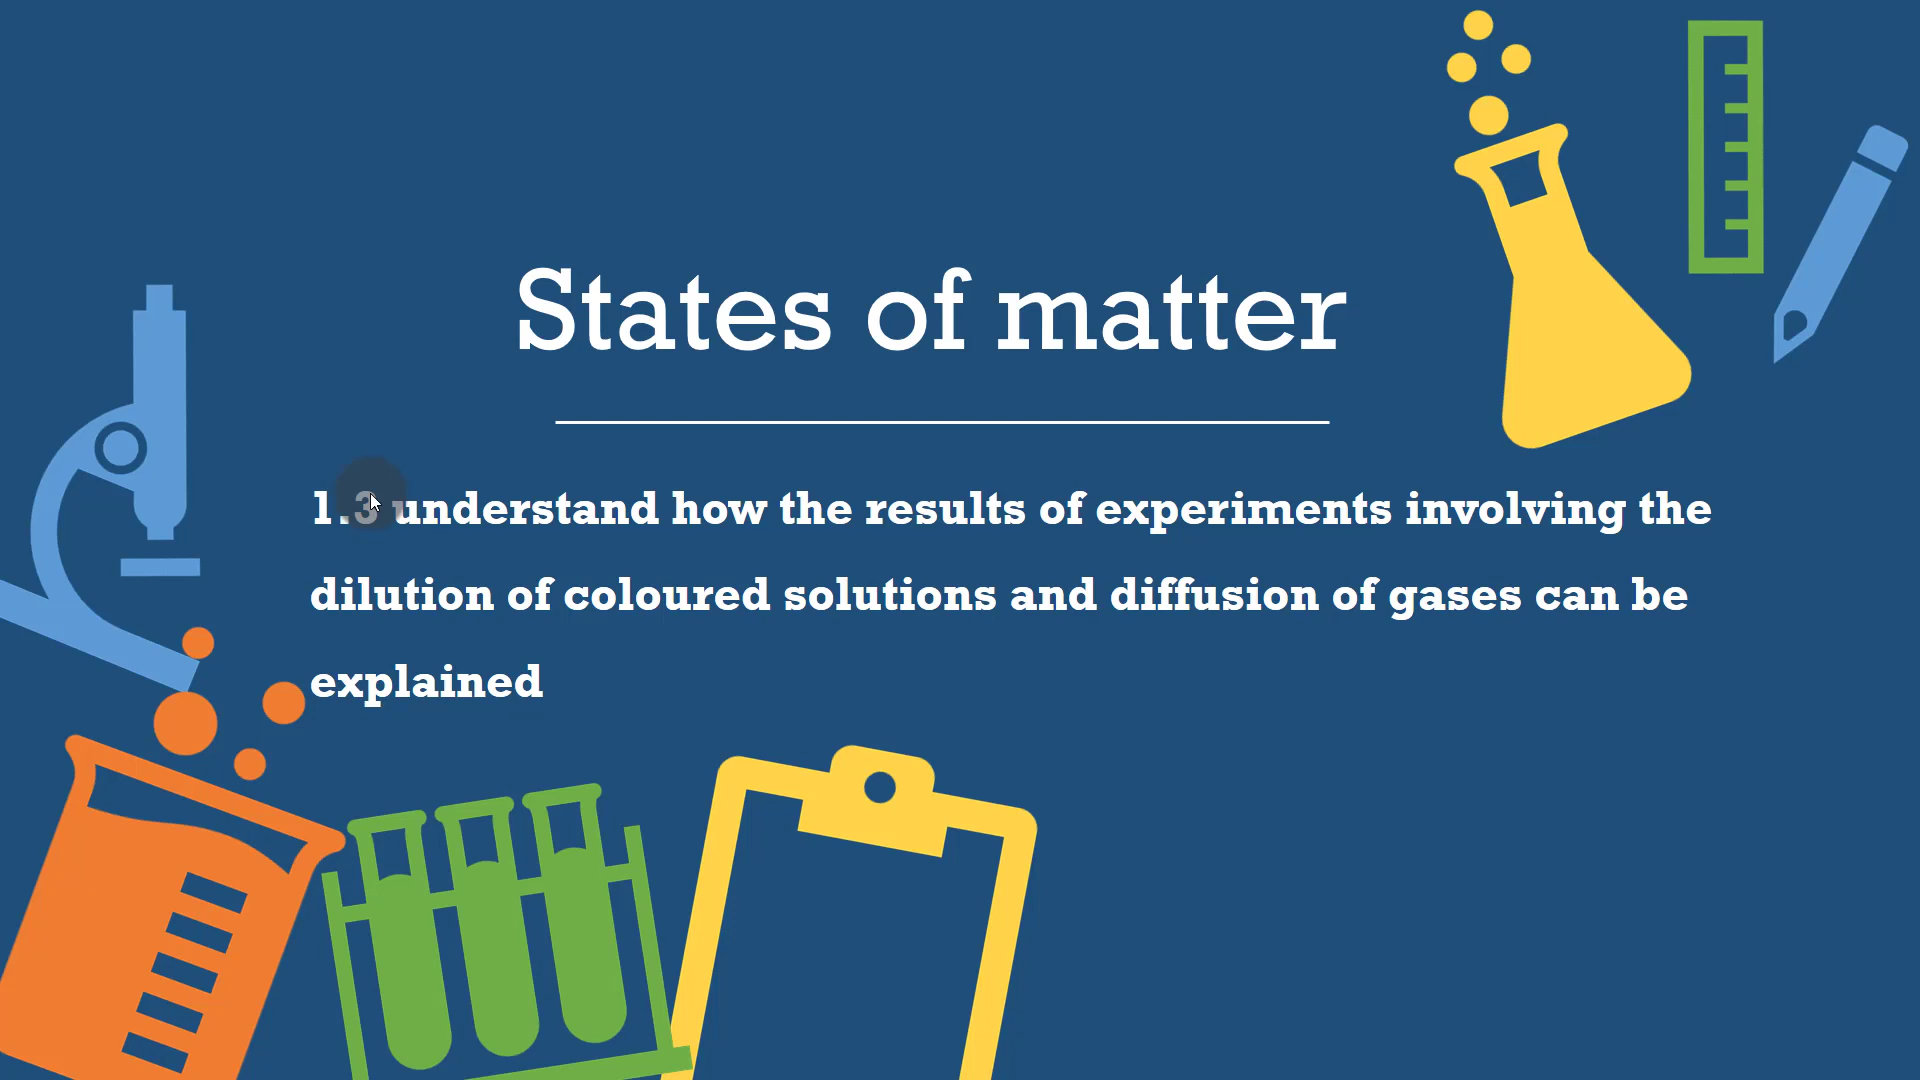 States of matter
1.3 understand how the results of experiments involving the
dilution of coloured solutions and diffusion of gases can be
explained